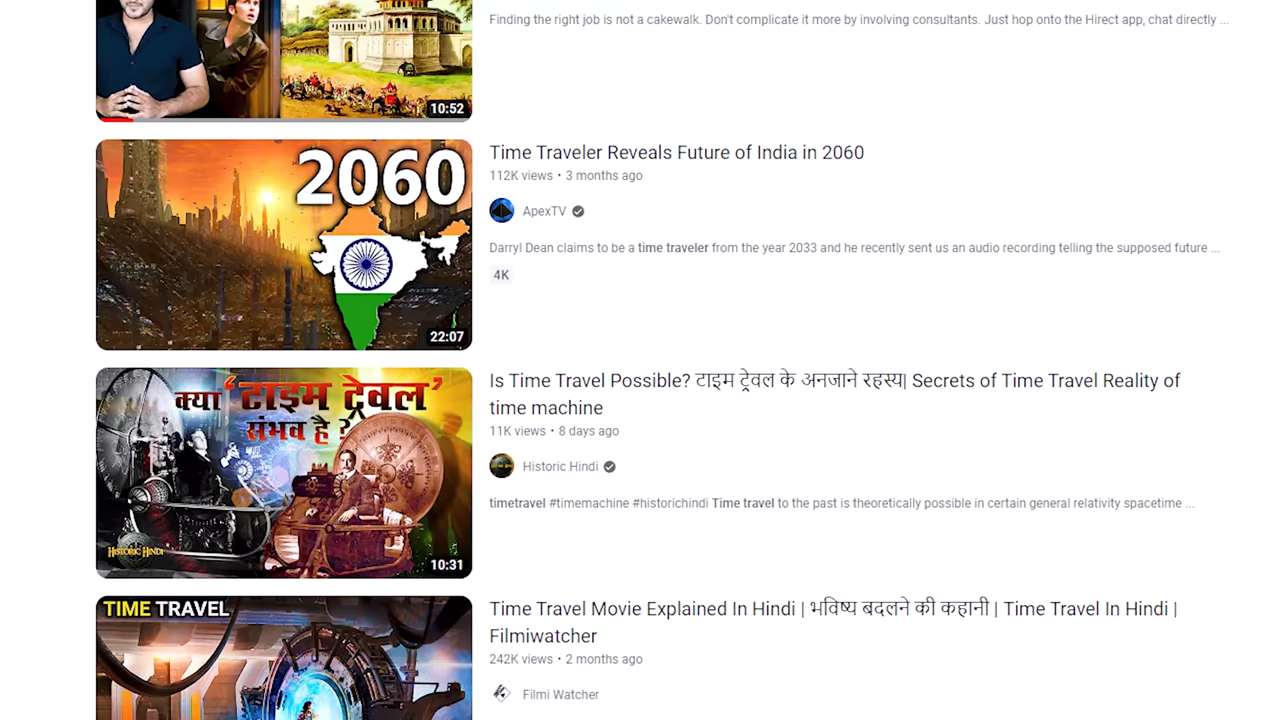 Finding the right job is not a cakewalk. Don't complicate it more by involving consultants. Just hop onto the Hirect app, chat directly ...
10:52
2060
22:07
Time Traveler Reveals Future of India in 2060
112K views • 3 months ago
ApexTV
Darryl Dean claims to be a time traveler from the year 2033 and he recently sent us an audio recording telling the supposed future ...
4K
क्या 'टाइम ट्रेवल'
संभव है ?
HISTORIC HINDI
10:31
Is Time Travel Possible? टाइम ट्रेवल के अनजाने रहस्य| Secrets of Time Travel Reality of
time machine
11K views • 8 days ago
Historic Hindi
timetravel #timemachine #historichindi Time travel to the past is theoretically possible in certain general relativity spacetime ...
TIME TRAVEL
Time Travel Movie Explained In Hindi | भविष्य बदलने की कहानी | Time Travel In Hindi |
Filmiwatcher
242K views • 2 months ago
Filmi Watcher